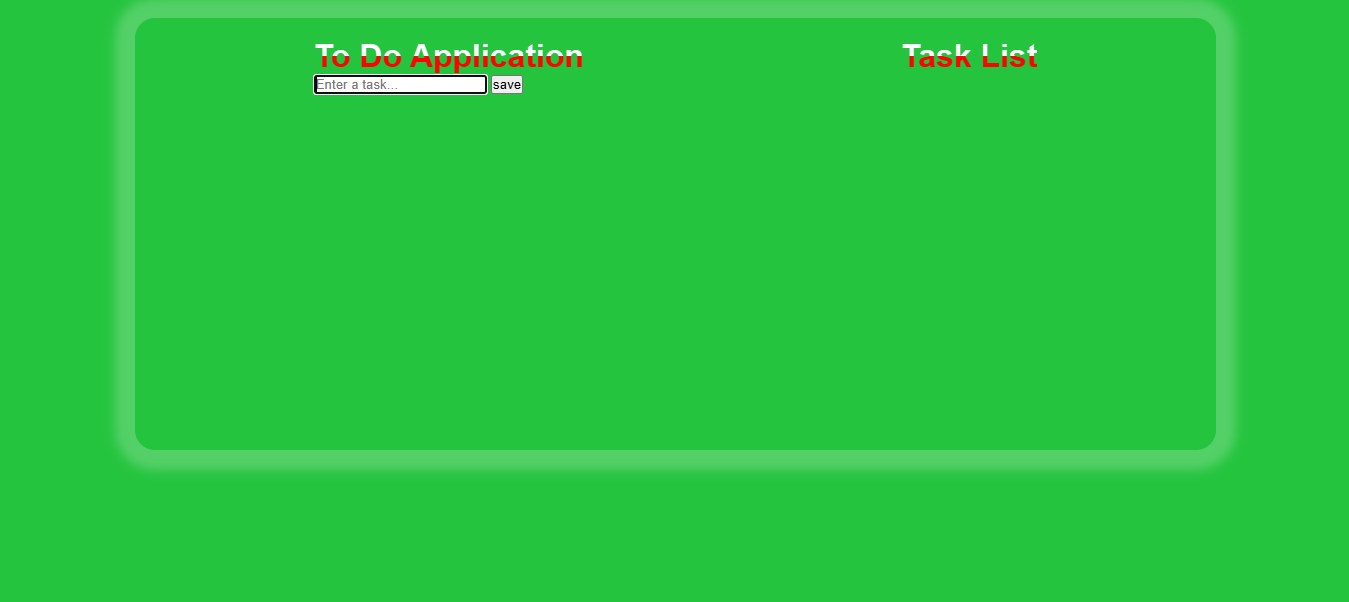 To Do Application
Enter a task... save
Task List